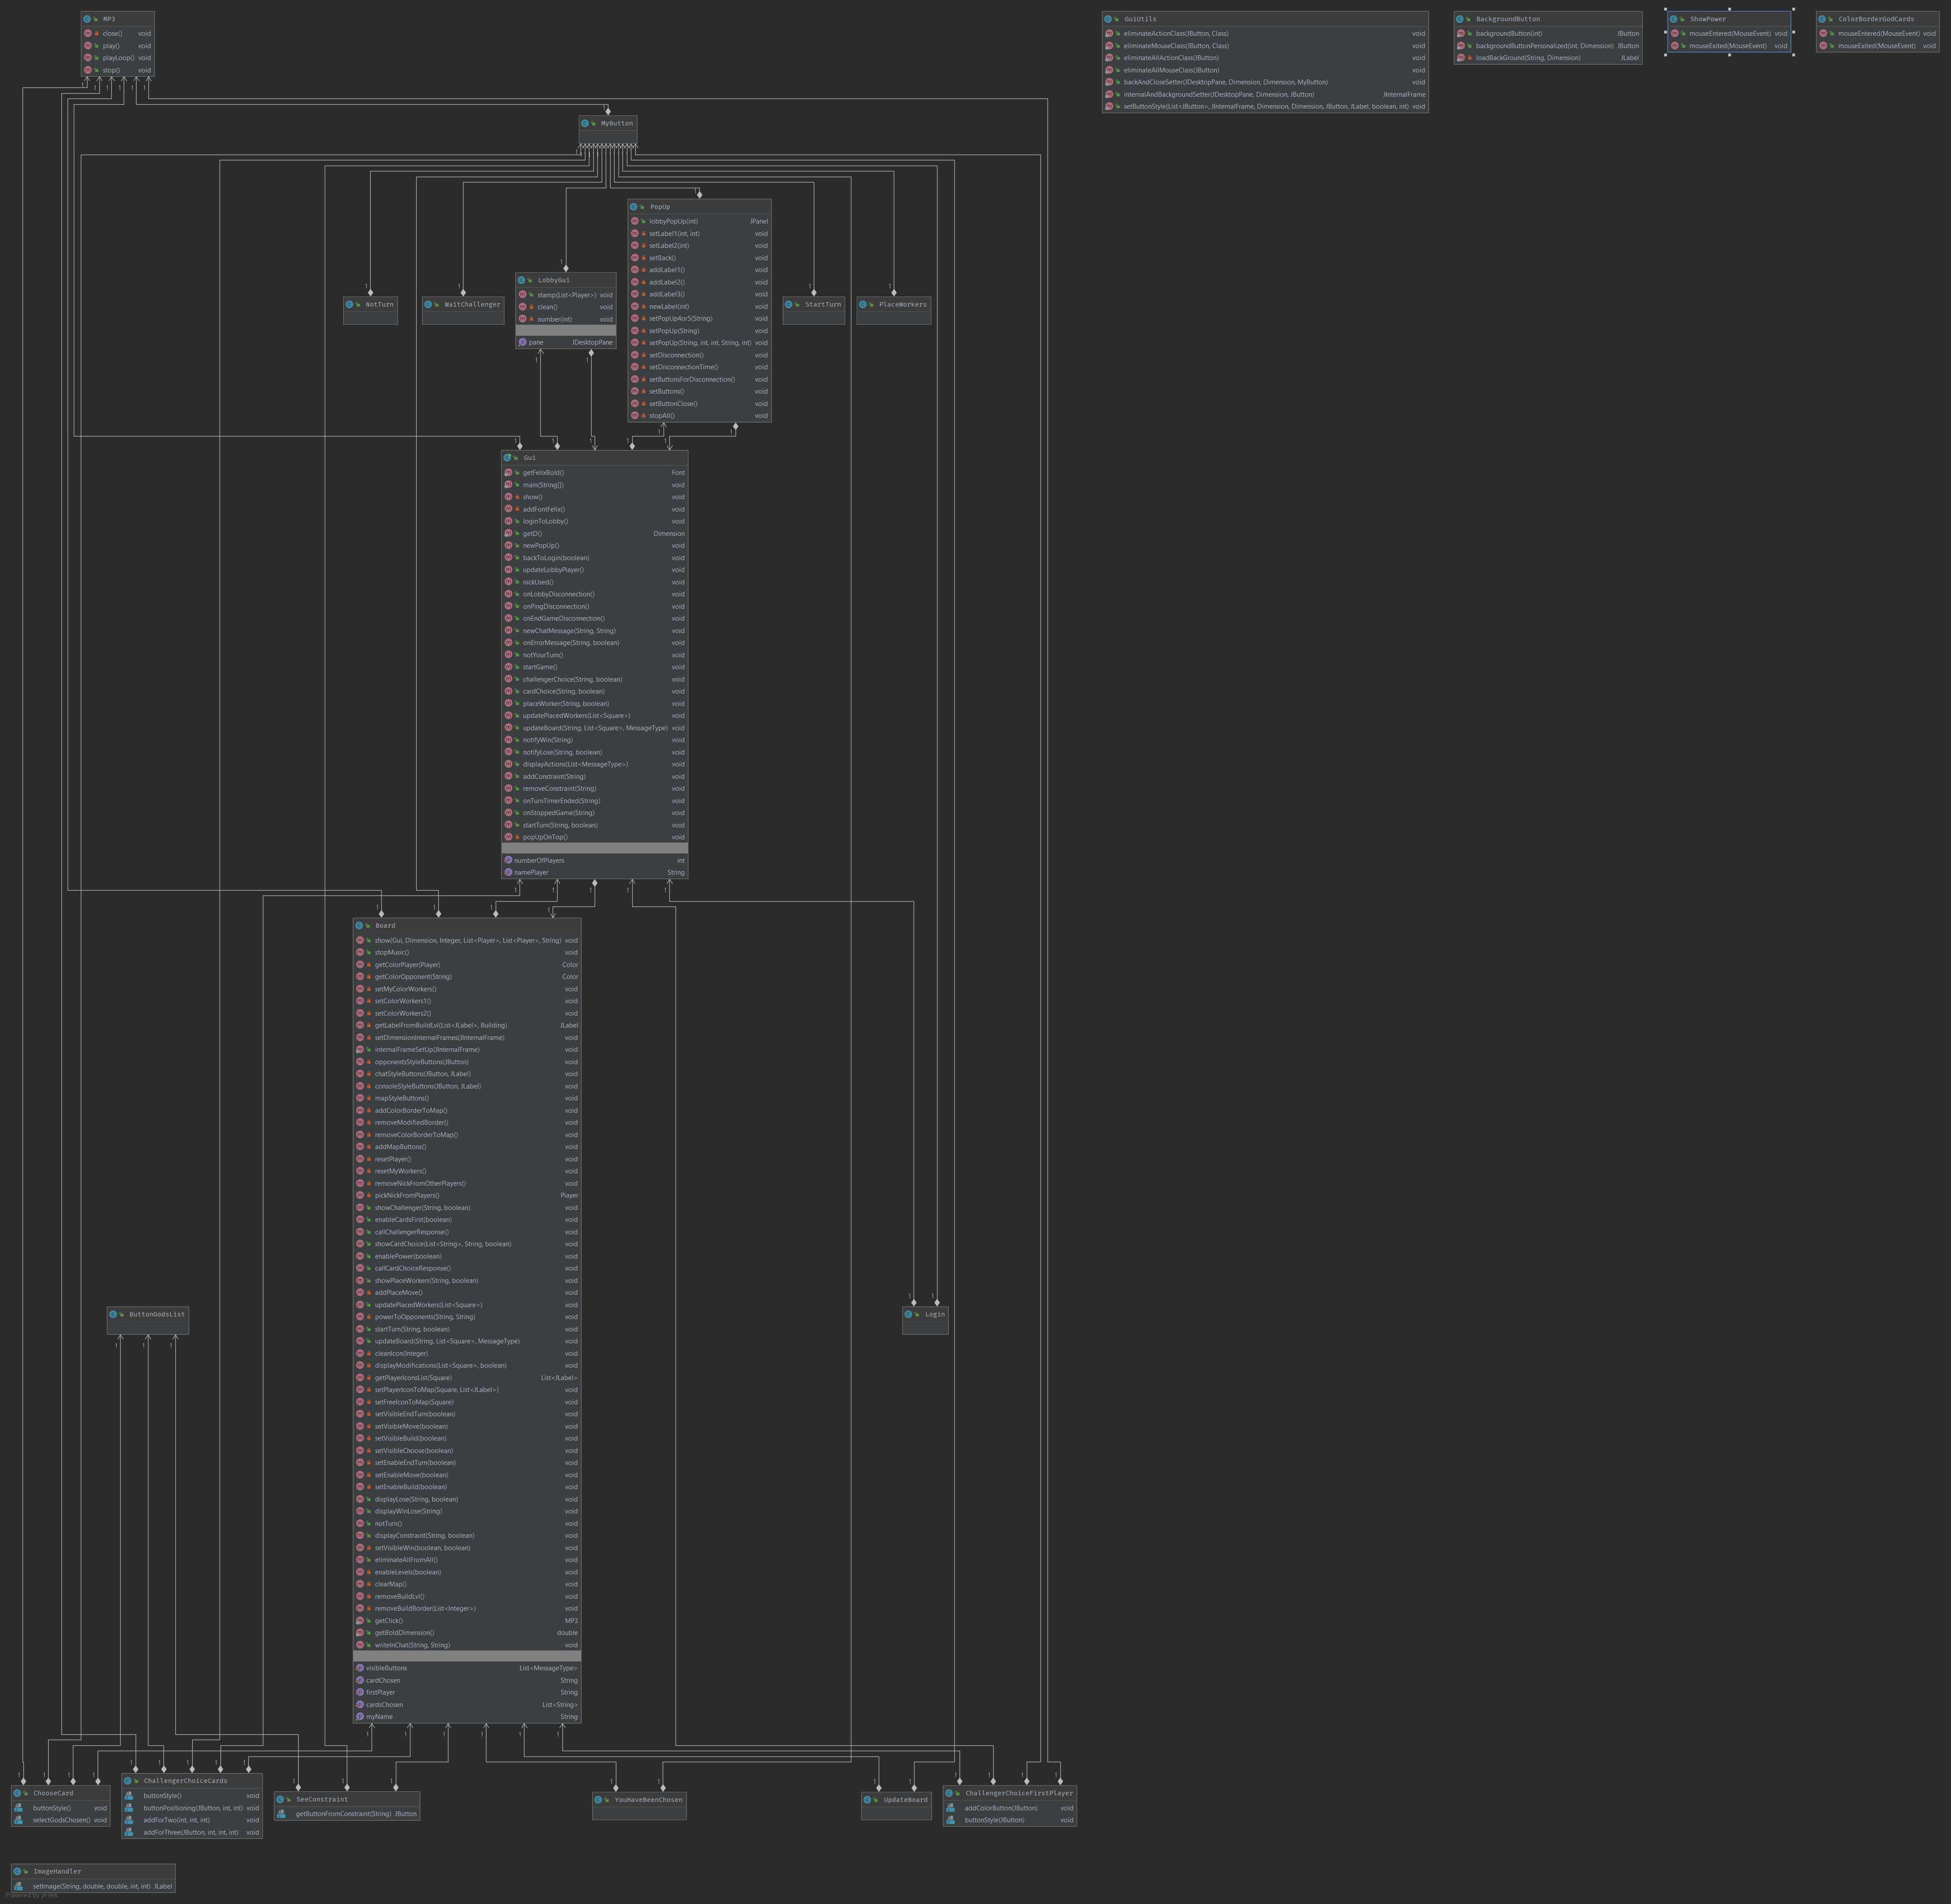 MP3
close() void
play() void
playLoop() void
stop() void
GuiUtils
eliminateActionClass(JButton, Class) void
eliminateMouseClass(JButton, Class) void
eliminateAllActionClass(JButton) void
eliminateAllMouseClass(JButton) void
backAndCloseSetter(JDesktopPane, Dimension, Dimension, MyButton) void
internalAndBackgroundSetter(JDesktopPane, Dimension, JButton) JInternalFrame
setButtonStyle(List<JButton>, JInternalFrame, Dimension, Dimension, JButton, JLabel, boolean, int) void
BackgroundButton
backgroundButton(int) JButton
backgroundButtonPersonalized(int, Dimension) JButton
loadBackGround(String, Dimension) JLabel
ShowPower
mouseEntered(MouseEvent) void
mouseExited(MouseEvent) void
ColorBorderGodCards
mouseEntered(MouseEvent) void
mouseExited(MouseEvent) void
MyButton
PopUp
lobbyPopUp(int) JPanel
setLabel1(int, int) void
setLabel2(int) void
setBack() void
addLabel1() void
addLabel2() void
addLabel3() void
newLabel(int) void
setPopUp4or5(String) void
setPopUp(String) void
setPopUp(String, int, int, String, int) void
setDisconnection() void
setDisconnectionTime() void
setButtonsForDisconnection() void
setButtons() void
setButtonClose() void
stopAll() void
LobbyGui
stamp(List<Player>) void
clean() void
number(int) void
pane JDesktopPane
NotTurn
WaitChallenger
StartTurn
PlaceWorkers
Gui
getFelixBold() Font
main(String[]) void
show() void
addFontFelix() void
loginToLobby() void
getD() Dimension
newPopUp() void
backToLogin(boolean) void
updateLobbyPlayer() void
nickUsed() void
onLobbyDisconnection() void
onPingDisconnection() void
onEndGameDisconnection() void
newChatMessage(String, String) void
onErrorMessage(String, boolean) void
notYourTurn() void
startGame() void
challengerChoice(String, boolean) void
cardChoice(String, boolean) void
placeWorker(String, boolean) void
updatePlacedWorkers(List<Square>) void
updateBoard(String, List<Square>, MessageType) void
notifyWin(String) void
notifyLose(String, boolean) void
displayActions(List<MessageType>) void
addConstraint(String) void
removeConstraint(String) void
onTurnTimerEnded(String) void
onStoppedGame(String) void
startTurn(String, boolean) void
popUpOnTop() void
numberOfPlayers int
namePlayer String
Board
show(Gui, Dimension, Integer, List<Player>, List<Player>, String) void
stopMusic() void
getColorPlayer(Player) Color
getColorOpponent(String) Color
setMyColorWorkers() void
setColorWorkers1() void
setColorWorkers2() void
getLabelFromBuildLvl(List<JLabel>, Building) JLabel
setDimensionInternalFrames(JInternalFrame) void
internalFrameSetUp(JInternalFrame) void
opponentsStyleButtons(JButton) void
chatStyleButtons(JButton, JLabel) void
consoleStyleButtons(JButton, JLabel) void
mapStyleButtons() void
addColorBorderToMap() void
removeModifiedBorder() void
removeColorBorderToMap() void
addMapButtons() void
resetPlayer() void
resetMyWorkers() void
removeNickFromOtherPlayers() void
pickNickFromPlayers() Player
showChallenger(String, boolean) void
enableCardsFirst(boolean) void
callChallengerResponse() void
showCardChoice(List<String>, String, boolean) void
enablePower(boolean) void
callCardChoiceResponse() void
showPlaceWorkers(String, boolean) void
addPlaceMove() void
updatePlacedWorkers(List<Square>) void
powerToOpponents(String, String) void
startTurn(String, boolean) void
updateBoard(String, List<Square>, MessageType) void
cleanIcon(Integer) void
displayModifications(List<Square>, boolean) void
getPlayerIconsList(Square) List<JLabel>
setPlayerIconToMap(Square, List<JLabel>) void
setFreeIconToMap(Square) void
setVisibleEndTurn(boolean) void
setVisibleMove(boolean) void
setVisibleBuild(boolean) void
setVisibleChoose(boolean) void
setEnableEndTurn(boolean) void
setEnableMove(boolean) void
setEnableBuild(boolean) void
displayLose(String, boolean) void
displayWinLose(String) void
notTurn() void
displayConstraint(String, boolean) void
setVisibleWin(boolean, boolean) void
eliminateAllFromAll() void
enableLevels(boolean) void
clearMap() void
removeBuildLvl() void
removeBuildBorder(List<Integer>) void
getClick() MP3
getBoldDimension() double
writeInChat(String, String) void
visibleButtons List<MessageType>
cardChosen String
firstPlayer String
cardsChosen List<String>
myName String
ButtonGodsList
Login
ChooseCard
buttonStyle() void
selectGodsChosen() void
ChallengerChoiceCards
buttonStyle() void
buttonPositioning(JButton, int, int) void
addForTwo(int, int, int) void
addForThree(JButton, int, int, int) void
SeeConstraint
getButtonFromConstraint(String) JButton
YouHaveBeenChosen
UpdateBoard
ChallengerChoiceFirstPlayer
addColorButton(JButton) void
buttonStyle(JButton) void
ImageHandler
setImage(String, double, double, int, int) JLabel
Powered by yFiles